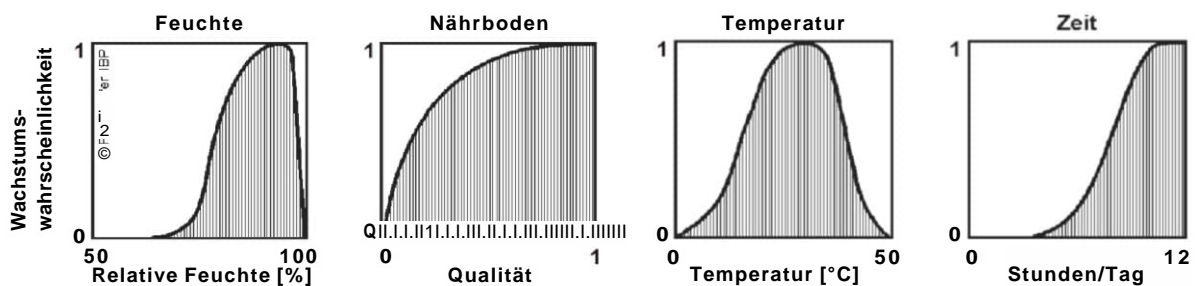 Feuchte
Nährboden
Temperatur
Zeit
Wachstums-
wahrscheinlichkeit
1
0
50
100
Relative Feuchte [%]
©
1
0
1
Qualität
1
0
0
50
Temperatur [°C]
1
0
0
12
Stunden/Tag